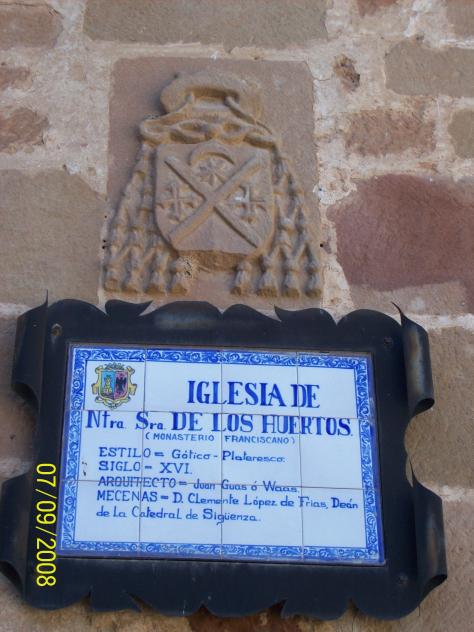 IGLESIA DE
Ntra. Sra. DE LOS HUERTOS.
(MONASTERIO FRANCISCANO)
ESTILO = Gótico-Plateresco.
SIGLO = XVI.
ARQUITECTO = Juan Guas ó Waas.
MECENAS = D. Clemente López de Frias, Deán
de La Catedral de Sigüenza.
07/09/2008